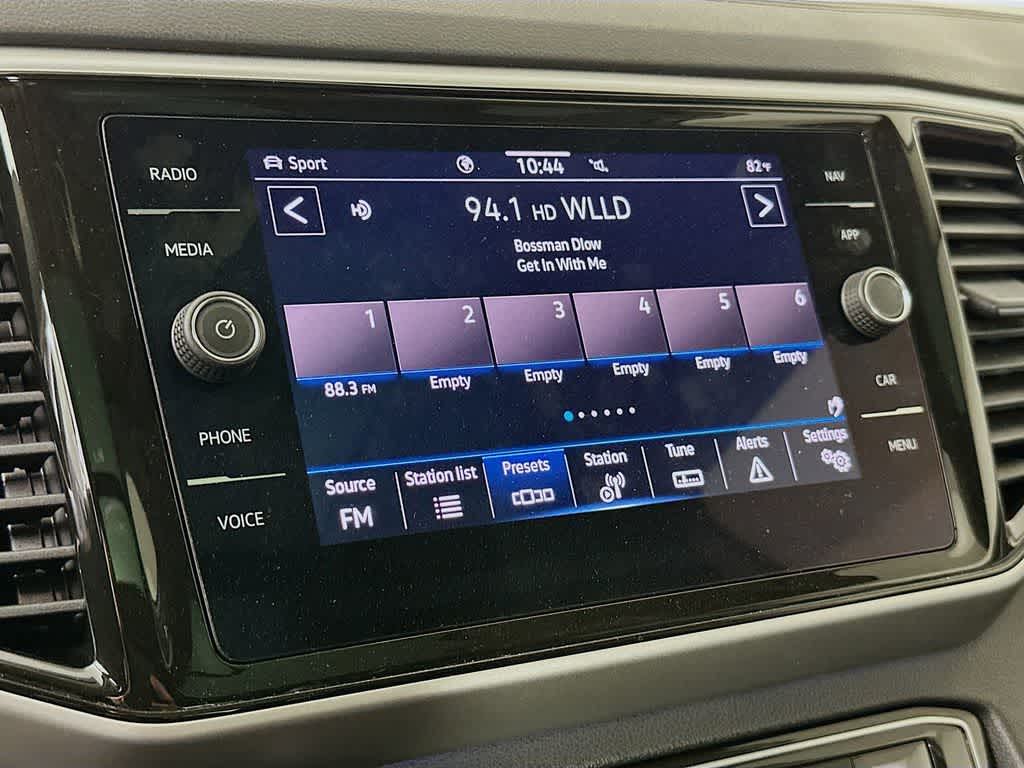 RADIO
MEDIA
PHONE
VOICE
Sport
10:44
82°F
HD
94.1 HD WLLD
Bossman Dlow
Get In With Me
1 2 3 4 5 6
88.3 FM Empty Empty Empty Empty Empty
Source Station list Presets Station Tune Alerts Settings
FM
NAV
APP
CAR
MENU